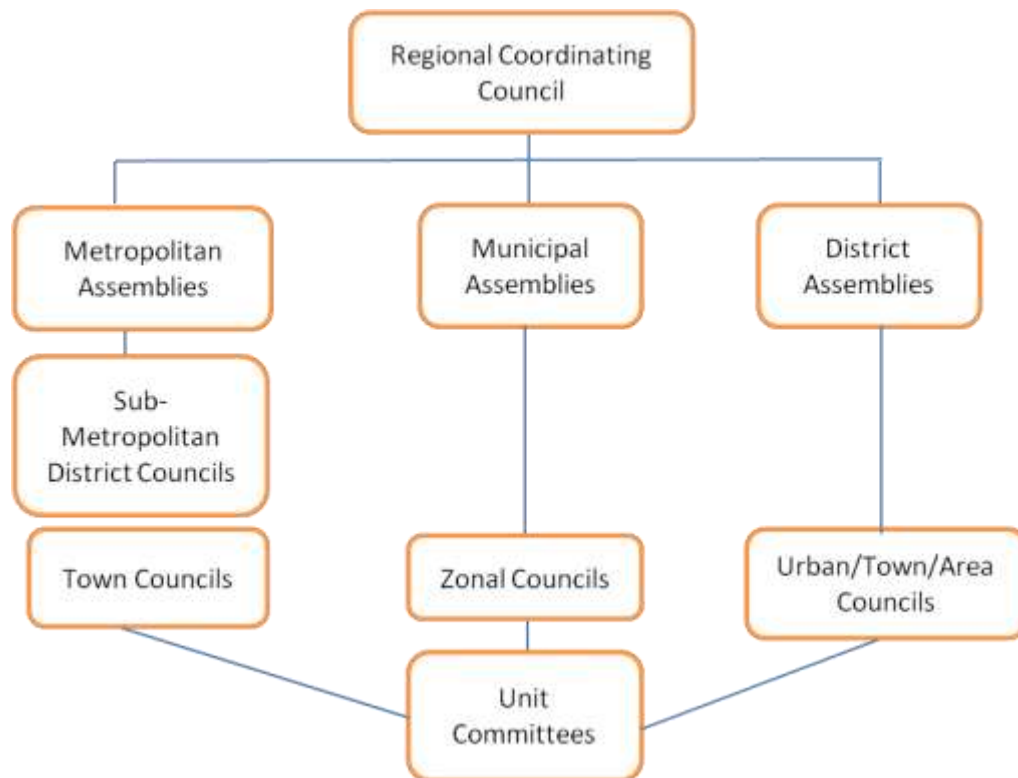 Regional Coordinating
Council
Metropolitan
Assemblies
Municipal
Assemblies
District
Assemblies
Sub-
Metropolitan
District Councils
Town Councils
Zonal Councils
Urban/Town/Area
Councils
Unit
Committees